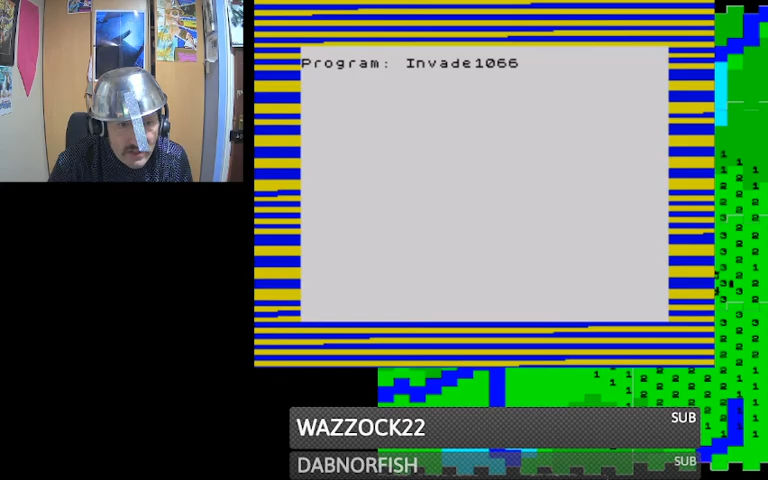 Program: Invade1066
WAZZOCK22
SUB
DABNORFISH
SUB